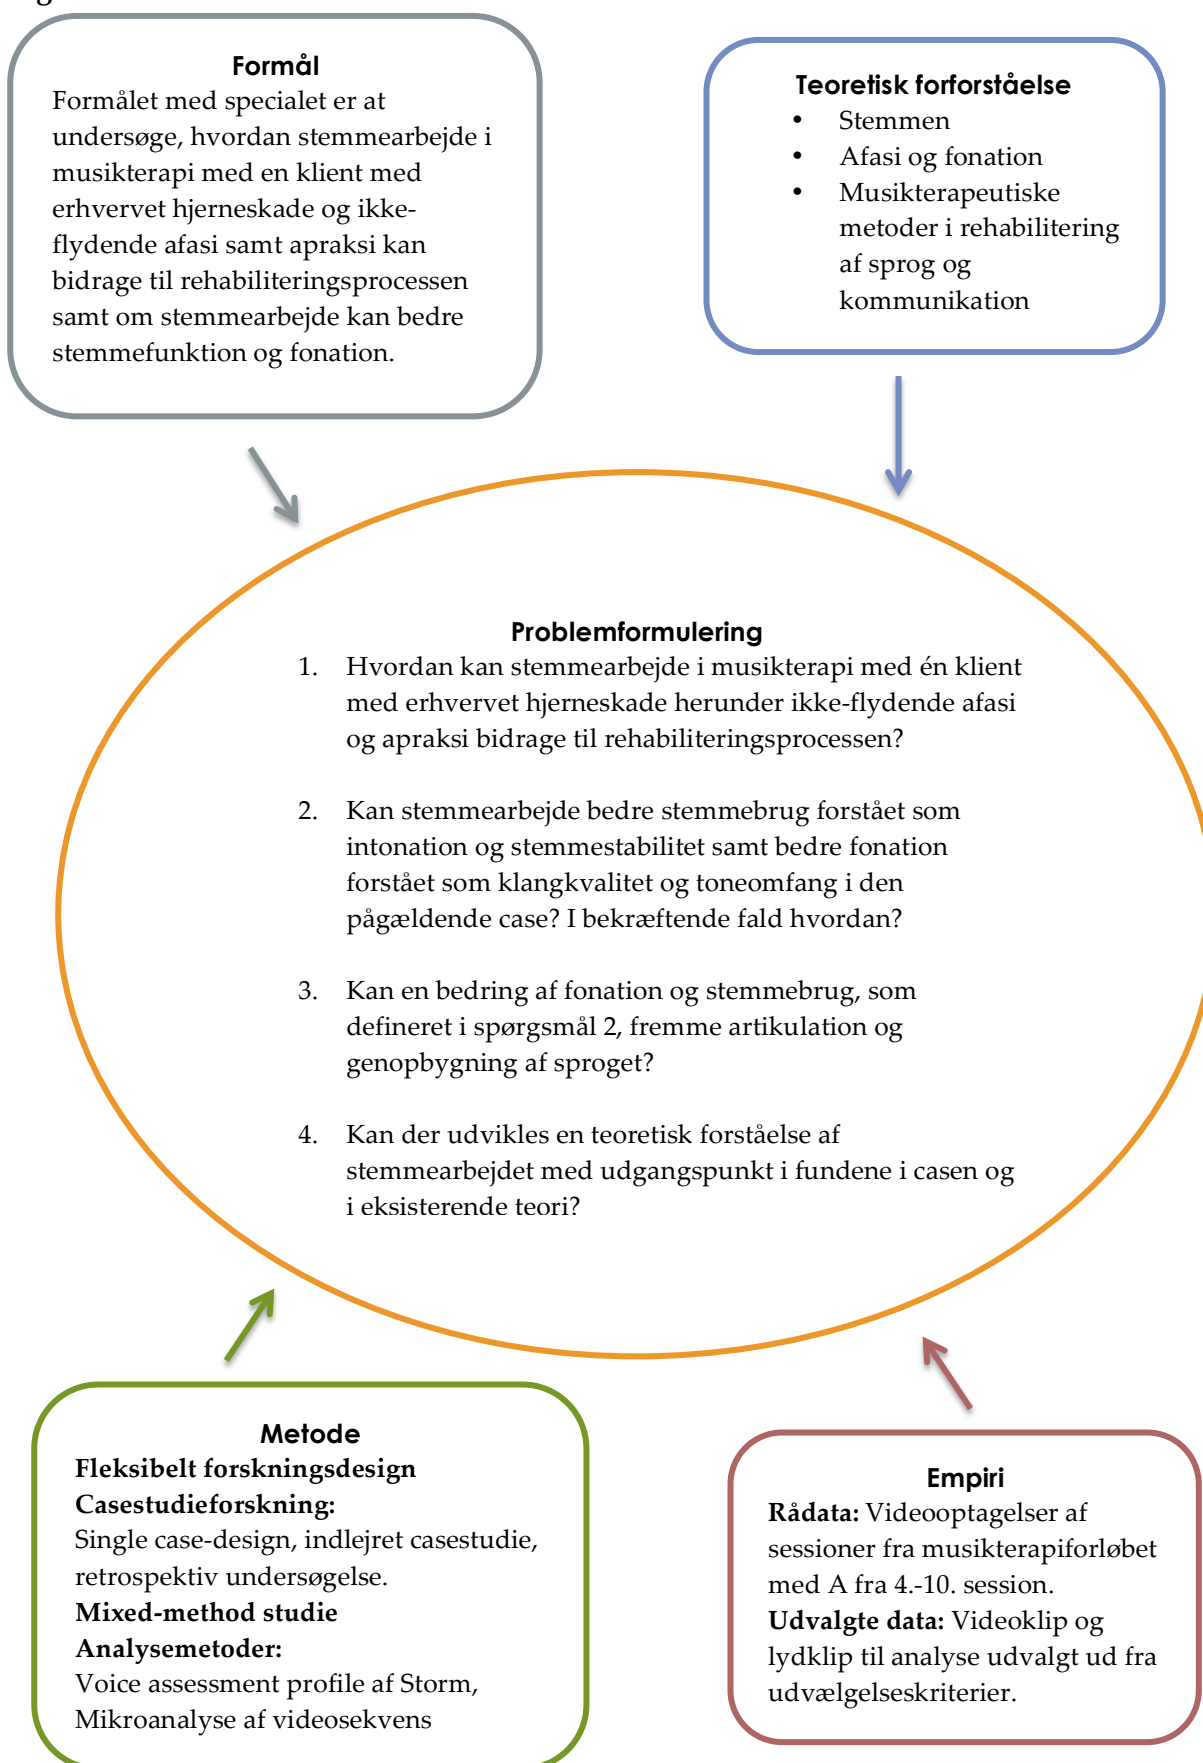 Formål
Formålet med specialet er at
undersøge, hvordan stemmearbejde i
musikterapi med en klient med
erhvervet hjerneskade og ikke-
flydende afasi samt apraksi kan
bidrage til rehabiliteringsprocessen
samt om stemmearbejde kan bedre
stemmefunktion og fonation.
Teoretisk forforståelse
• Stemmen
• Afasi og fonation
• Musikterapeutiske
metoder i rehabilitering
af sprog og
kommunikation
Problemformulering
1. Hvordan kan stemmearbejde i musikterapi med én klient
med erhvervet hjerneskade herunder ikke-flydende afasi
og apraksi bidrage til rehabiliteringsprocessen?
2. Kan stemmearbejde bedre stemmebrug forstået som
intonation og stemmestabilitet samt bedre fonation
forstået som klangkvalitet og toneomfang i den
pågældende case? I bekræftende fald hvordan?
3. Kan en bedring af fonation og stemmebrug, som
defineret i spørgsmål 2, fremme artikulation og
genopbygning af sproget?
4. Kan der udvikles en teoretisk forståelse af
stemmearbejdet med udgangspunkt i fundene i casen og
i eksisterende teori?
Metode
Fleksibelt forskningsdesign
Casestudieforskning:
Single case-design, indlejret casestudie,
retrospektiv undersøgelse.
Mixed-method studie
Analysemetoder:
Voice assessment profile af Storm,
Mikroanalyse af videosekvens
Empiri
Rådata: Videooptagelser af
sessioner fra musikterapiforløbet
med A fra 4.-10. session.
Udvalgte data: Videoklip og
lydklip til analyse udvalgt ud fra
udvælgelseskriterier.